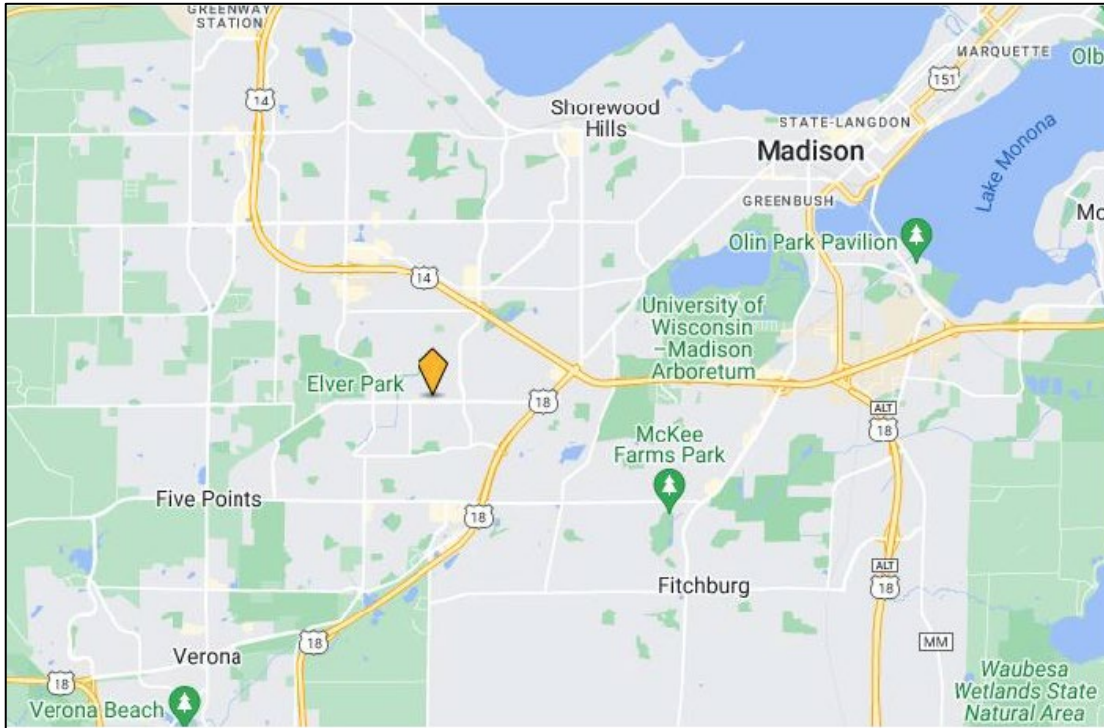 GREENWAY
STATION
14
MARQUETTE
151
Shorewood
Hills
STATE-LANGDON
Madison
Lake Monona
GREENBUSH
Olin Park Pavilion
14
University of
Wisconsin
–Madison
Arboretum
Elver Park
18
ALT
18
McKee
Farms Park
Five Points
18
ALT
18
Fitchburg
18
MM
Verona
Waubesa
Wetlands State
Natural Area
18
Verona Beach